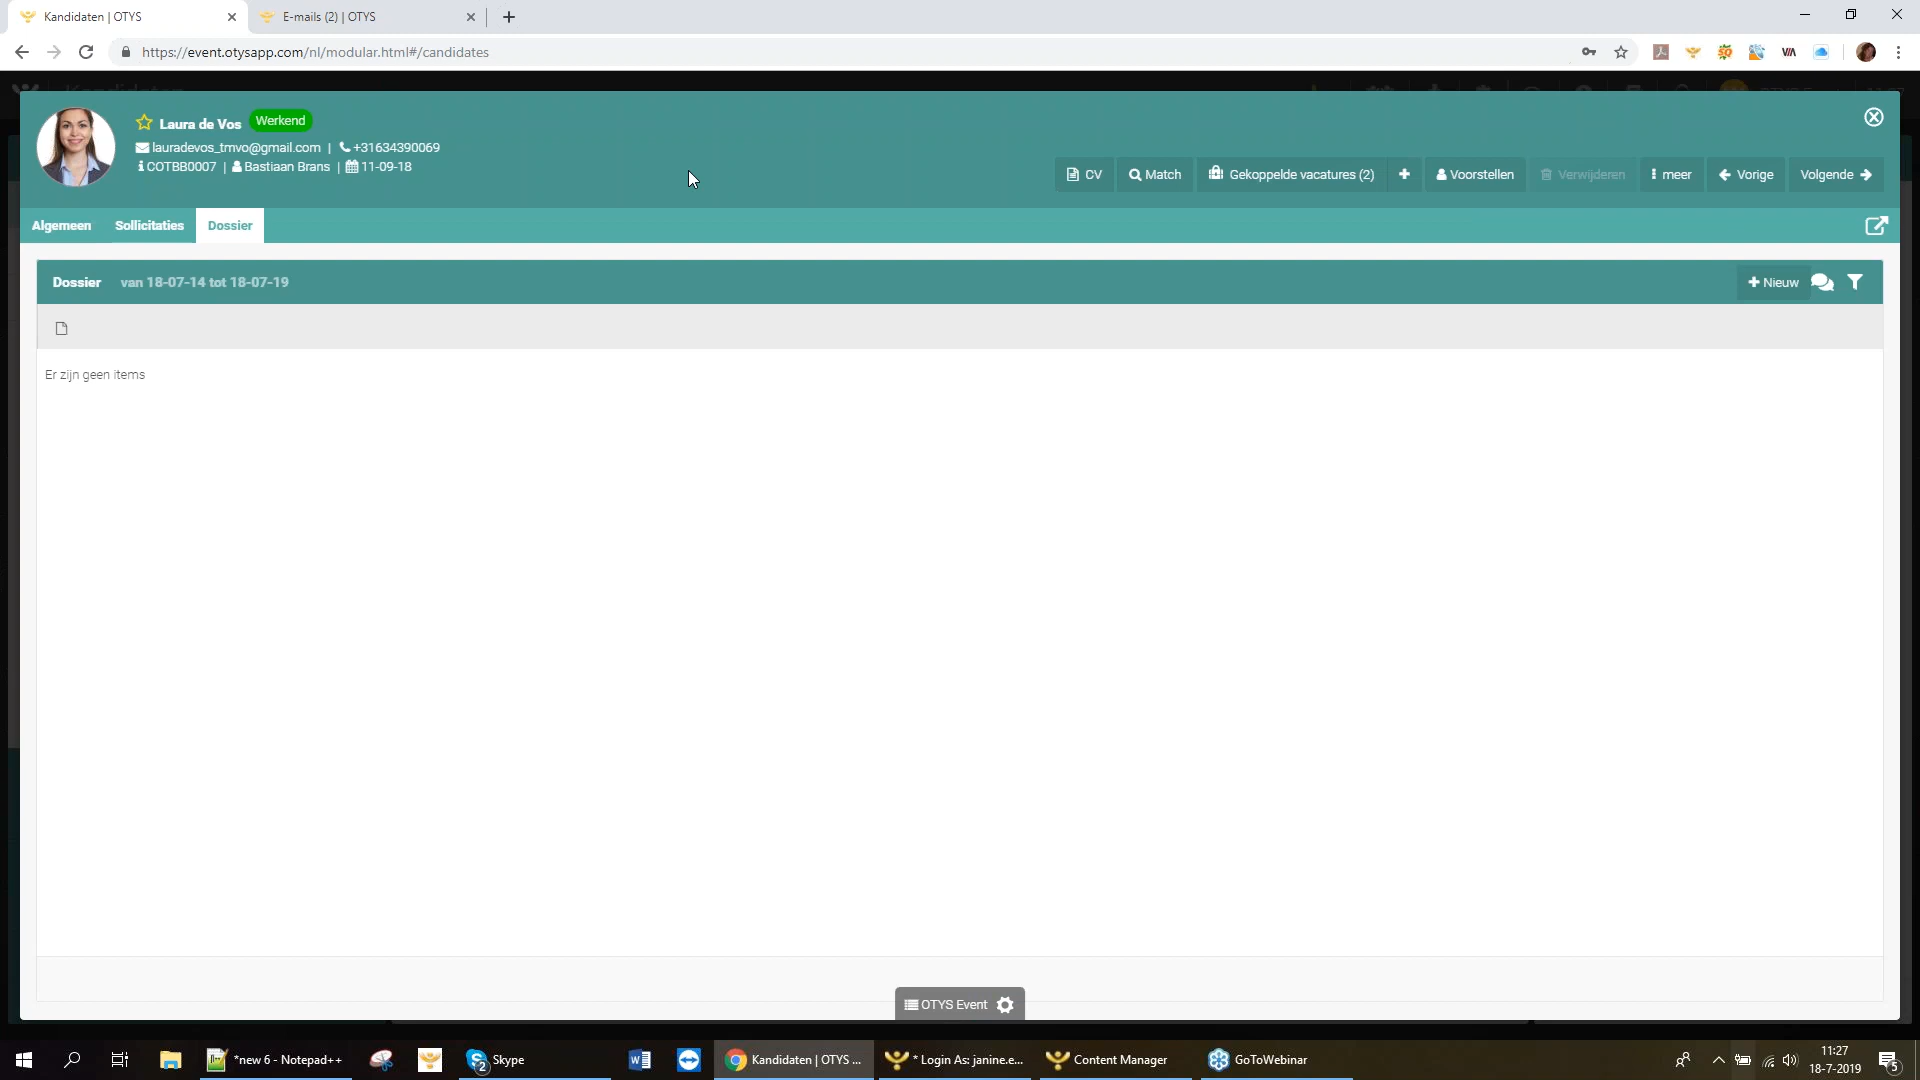 Kandidaten | OTYS
E-mails (2) | OTYS
https://event.otysapp.com/nl/modular.html#/candidates
Laura de Vos Werkend
lauradevos_tmvo@gmail.com | +31634390069
COTBB0007 | Bastiaan Brans | 11-09-18
CV Match Gekoppelde vacatures (2) + Voorstellen Verwijderen meer Vorige Volgende
Algemeen Sollicitaties Dossier
Dossier van 18-07-14 tot 18-07-19
+ Nieuw
Er zijn geen items
OTYS Event
*new 6 - Notepad++
2 Skype
Kandidaten | OTYS ...
* Login As: janine.e...
Content Manager
GoToWebinar
11:27
18-7-2019
5